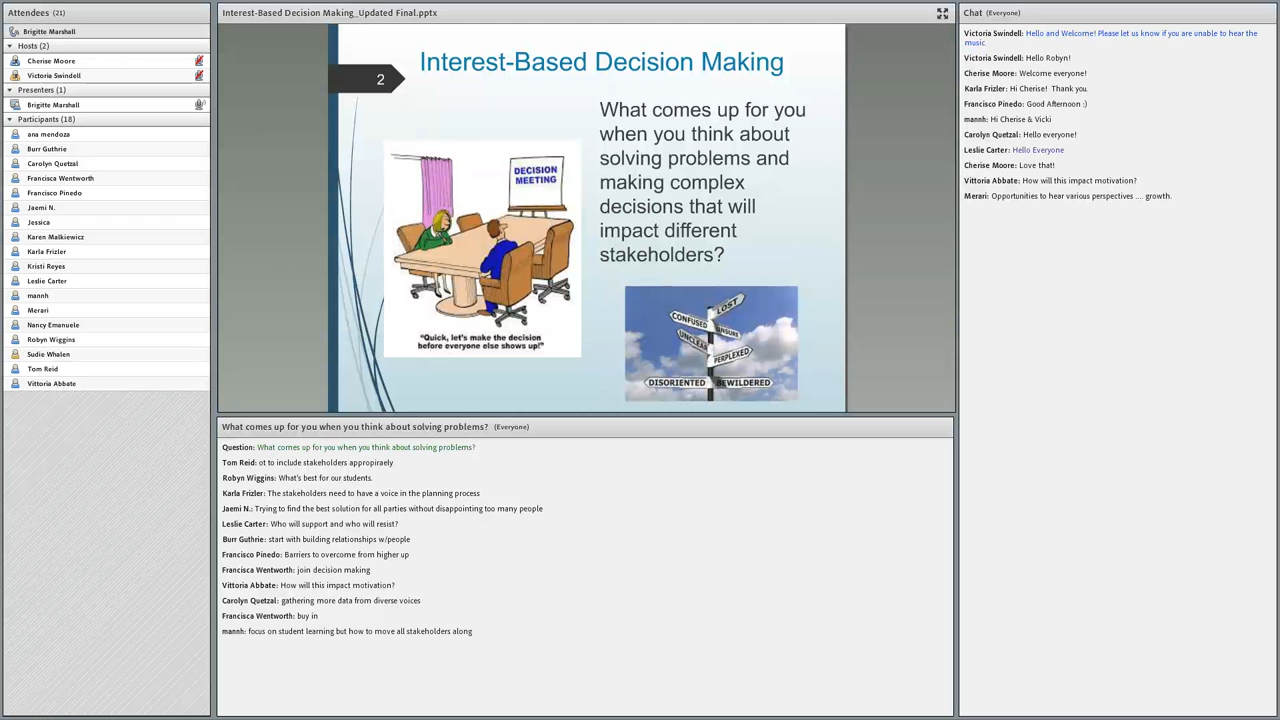 Attendees (21)
Brigitte Marshall
Hosts (2)
Cherise Moore
Victoria Swindell
Presenters (1)
Brigitte Marshall
Participants (18)
ana mendoza
Burr Guthrie
Carolyn Quetzal
Francisca Wentworth
Francisco Pinedo
Jaemi N.
Jessica
Karen Malkiewicz
Karla Frizler
Kristi Reyes
Leslie Carter
mannh
Merari
Nancy Emanuele
Robyn Wiggins
Sudie Whalen
Tom Reid
Vittoria Abbate
Interest-Based Decision Making_Updated Final.pptx
Interest-Based Decision Making
2
What comes up for you
when you think about
solving problems and
making complex
decisions that will
impact different
stakeholders?
DECISION
MEETING
"Quick, let's make the decision
before everyone else shows up!"
LOST
CONFUSED
UNSURE
UNCLEAR
PERPLEXED
DISORIENTED
BEWILDERED
What comes up for you when you think about solving problems? (Everyone)
Question: What comes up for you when you think about solving problems?
Tom Reid: ot to include stakeholders appropiraely
Robyn Wiggins: What's best for our students.
Karla Frizler: The stakeholders need to have a voice in the planning process
Jaemi N.: Trying to find the best solution for all parties without disappointing too many people
Leslie Carter: Who will support and who will resist?
Burr Guthrie: start with building relationships w/people
Francisco Pinedo: Barriers to overcome from higher up
Francisca Wentworth: join decision making
Vittoria Abbate: How will this impact motivation?
Carolyn Quetzal: gathering more data from diverse voices
Francisca Wentworth: buy in
mannh: focus on student learning but how to move all stakeholders along
Chat (Everyone)
Victoria Swindell: Hello and Welcome! Please let us know if you are unable to hear the
music.
Victoria Swindell: Hello Robyn!
Cherise Moore: Welcome everyone!
Karla Frizler: Hi Cherise! Thank you.
Francisco Pinedo: Good Afternoon :)
mannh: Hi Cherise & Vicki
Carolyn Quetzal: Hello everyone!
Leslie Carter: Hello Everyone
Cherise Moore: Love that!
Vittoria Abbate: How will this impact motivation?
Merari: Opportunities to hear various perspectives .... growth.